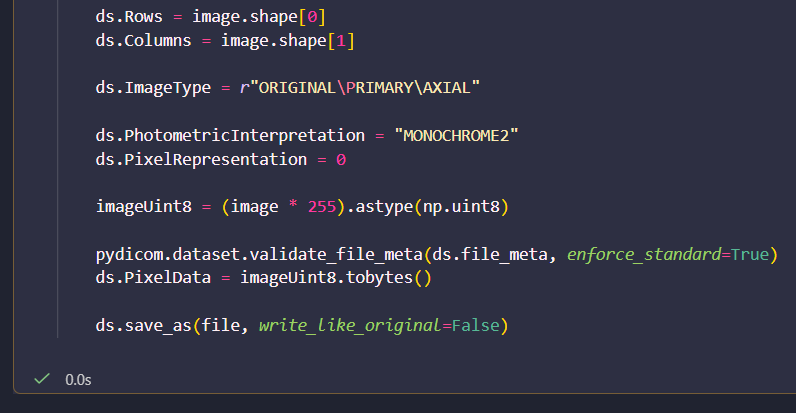 ds.Rows = image.shape[0]
ds.Columns = image.shape[1]
ds.ImageType = r"ORIGINAL\PRIMARY\AXIAL"
ds.PhotometricInterpretation = "MONOCHROME2"
ds.PixelRepresentation = 0
imageUint8 = (image * 255).astype(np.uint8)
pydicom.dataset.validate_file_meta(ds.file_meta, enforce_standard=True)
ds.PixelData = imageUint8.tobytes()
ds.save_as(file, write_like_original=False)
0.0s